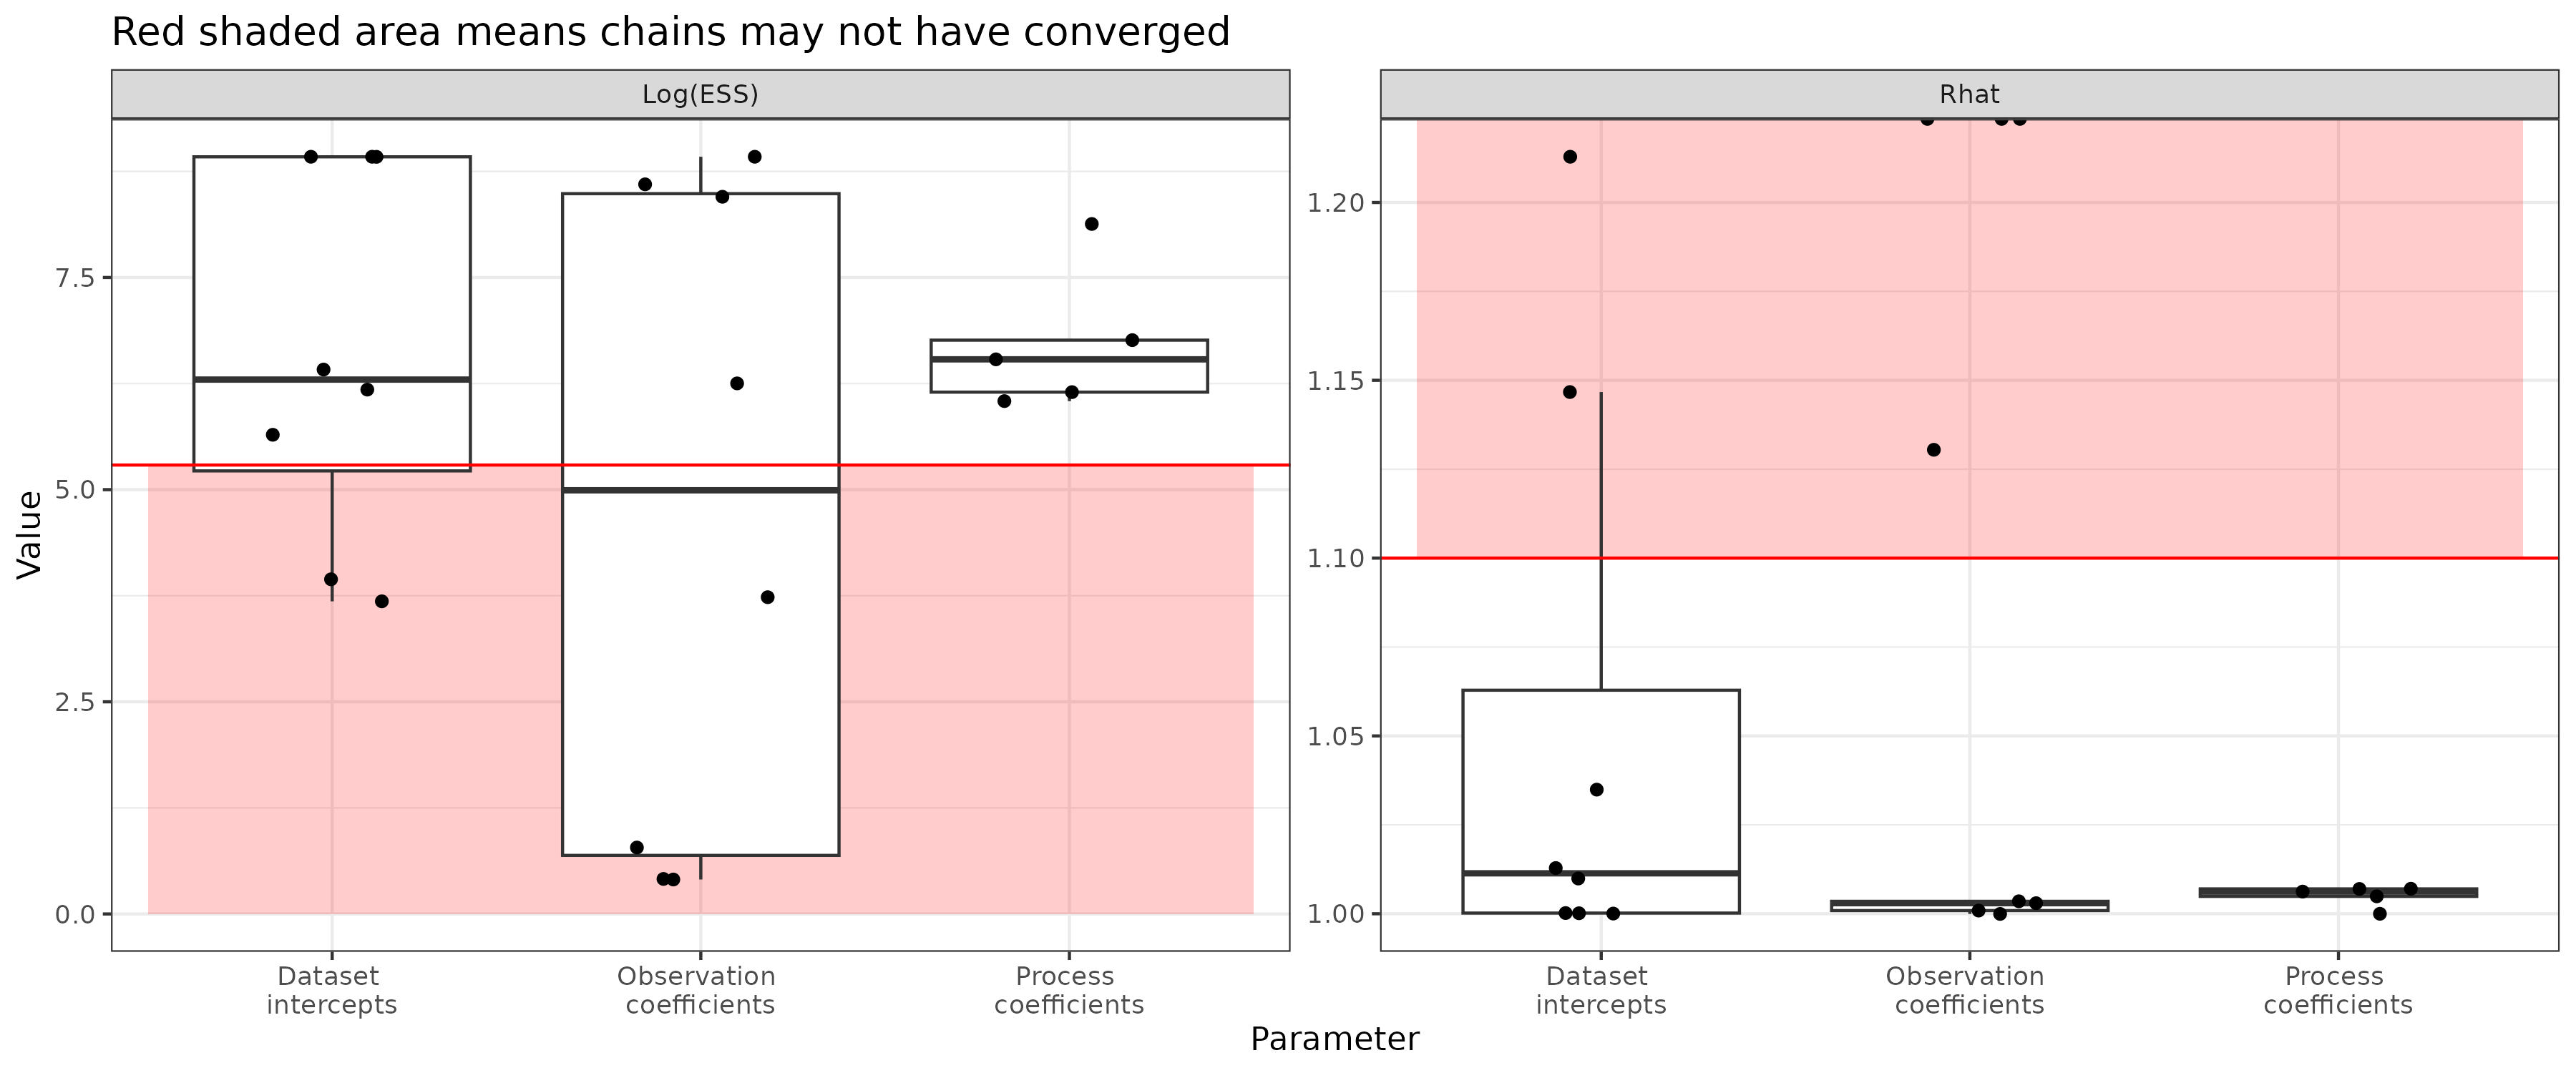 Red shaded area means chains may not have converged
Log(ESS)
Rhat
Value
7.5
5.0
2.5
0.0
1.20
1.15
1.10
1.05
1.00
Dataset
intercepts
Observation
coefficients
Process
coefficients
Dataset
intercepts
Observation
coefficients
Process
coefficients
Parameter